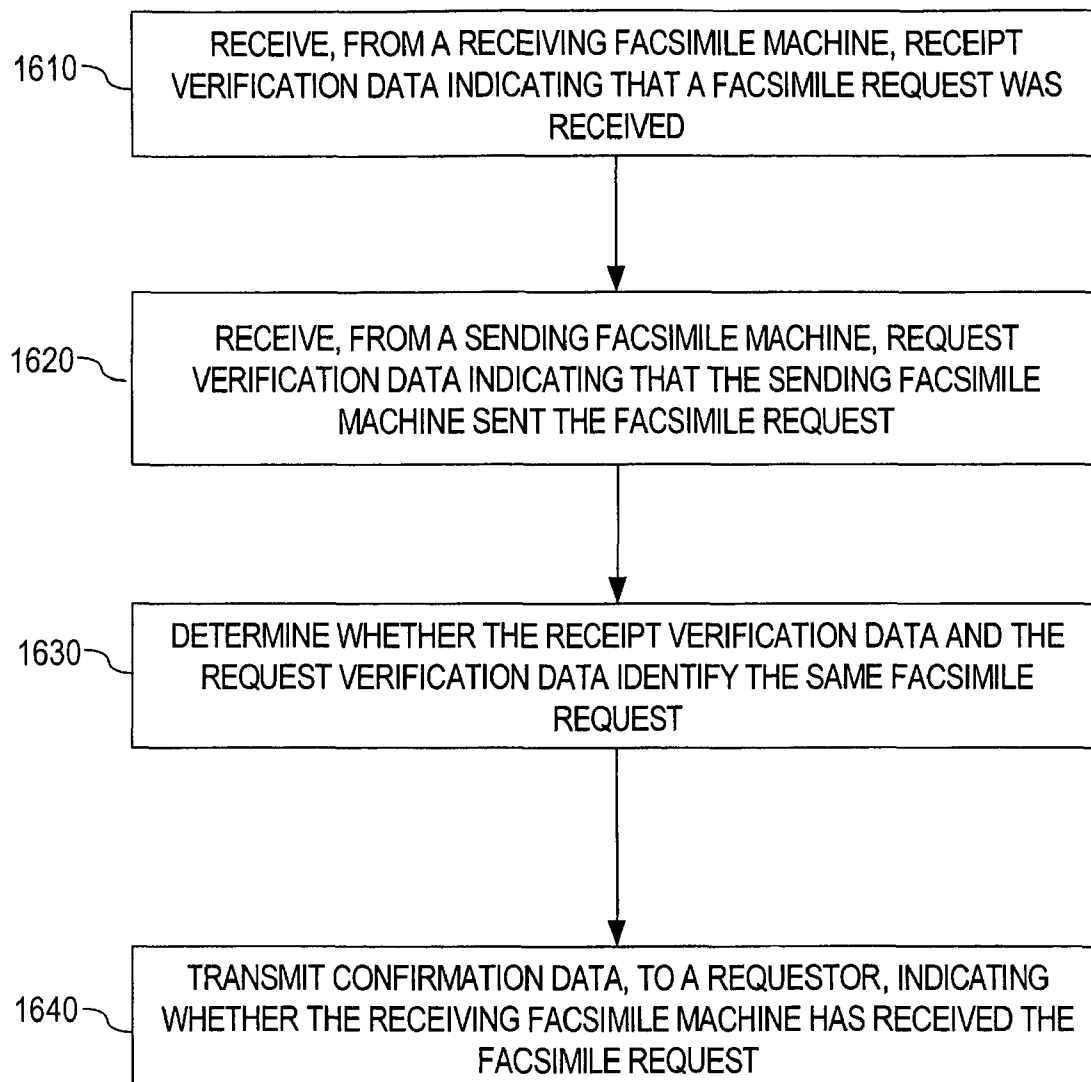 1610
RECEIVE, FROM A RECEIVING FACSIMILE MACHINE, RECEIPT
VERIFICATION DATA INDICATING THAT A FACSIMILE REQUEST WAS
RECEIVED
1620
RECEIVE, FROM A SENDING FACSIMILE MACHINE, REQUEST
VERIFICATION DATA INDICATING THAT THE SENDING FACSIMILE
MACHINE SENT THE FACSIMILE REQUEST
1630
DETERMINE WHETHER THE RECEIPT VERIFICATION DATA AND THE
REQUEST VERIFICATION DATA IDENTIFY THE SAME FACSIMILE
REQUEST
1640
TRANSMIT CONFIRMATION DATA, TO A REQUESTOR, INDICATING
WHETHER THE RECEIVING FACSIMILE MACHINE HAS RECEIVED THE
FACSIMILE REQUEST